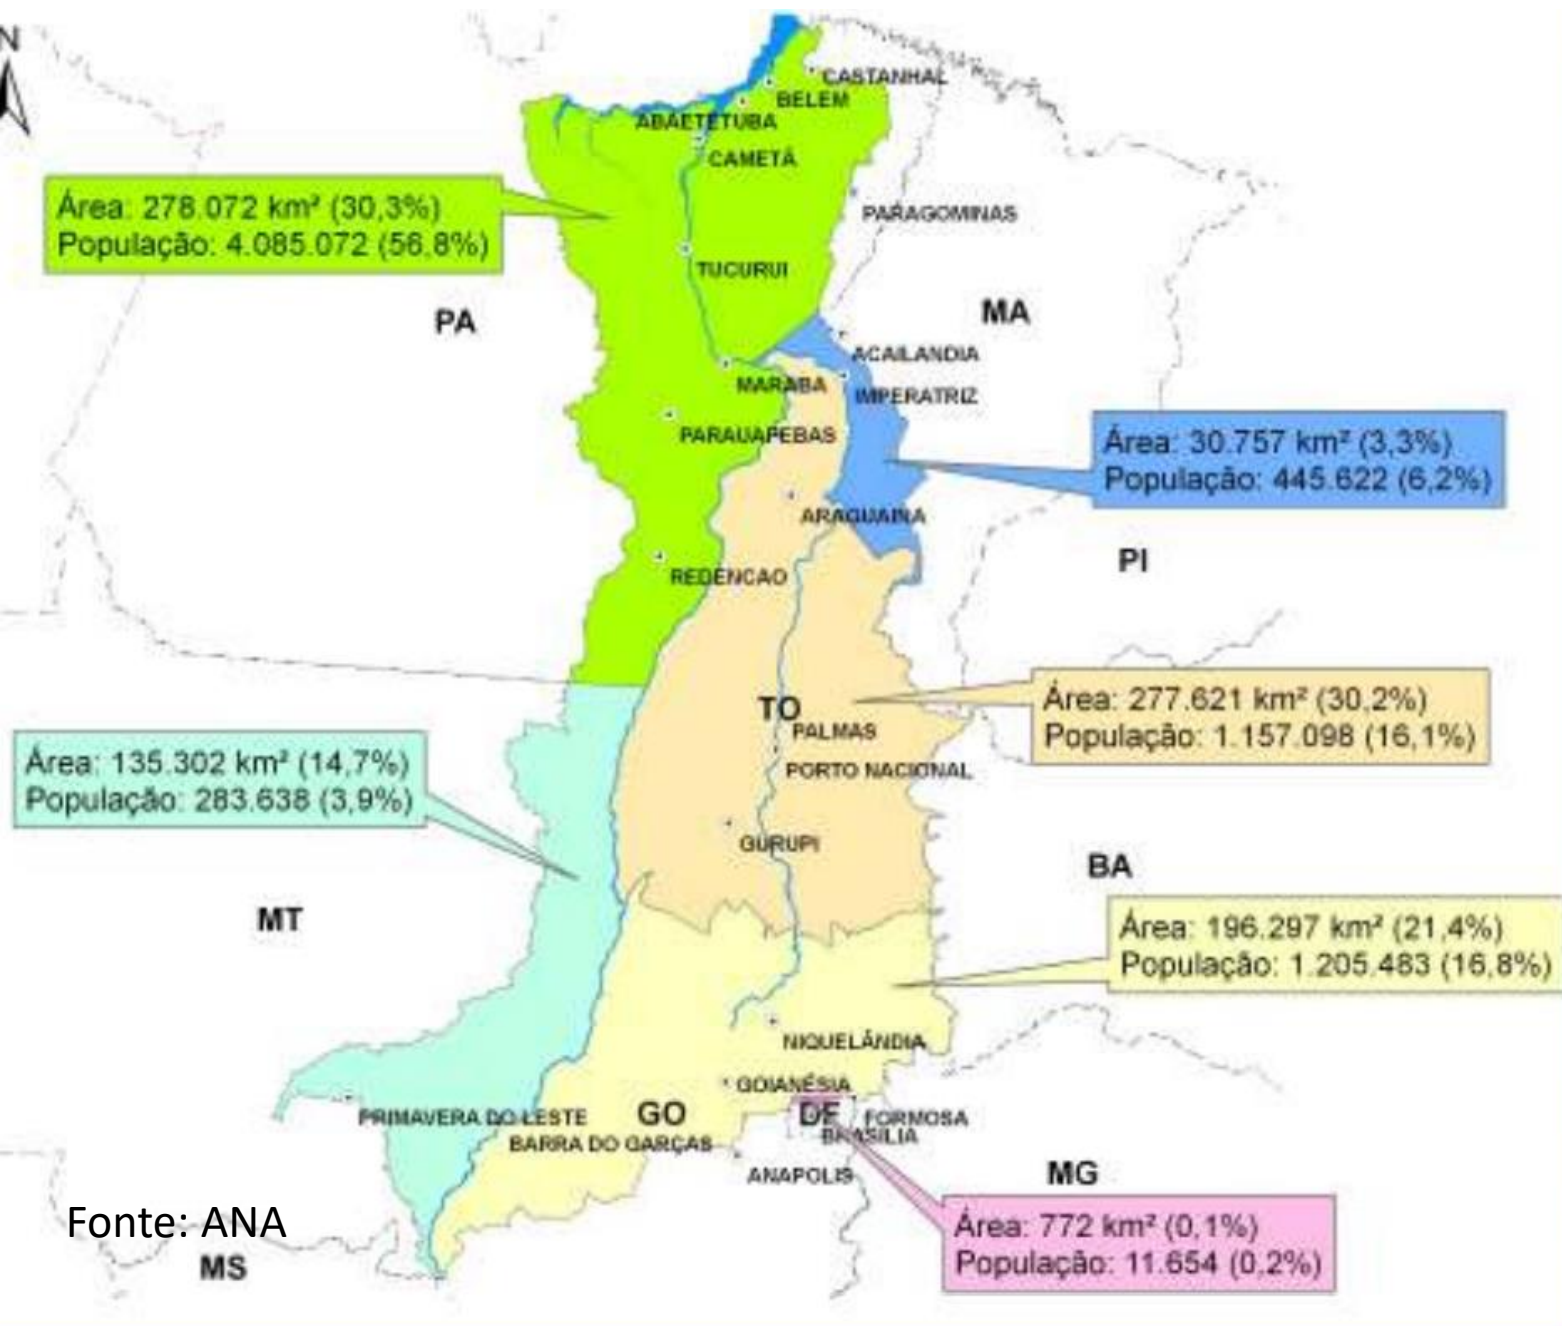 N
CASTANHAL
BELEM
ABAETETUBA
CAMETÁ
Área: 278.072 km² (30,3%)
População: 4.085.072 (56,8%)
PARAGOMINAS
TUCURUI
PA
MA
ACAILANDIA
MARABA
IMPERATRIZ
PARAUAPEBAS
Área: 30.757 km² (3,3%)
População: 445.622 (6,2%)
ARAGUAINA
PI
REDENCAO
TO
PALMAS
Área: 277.621 km² (30,2%)
População: 1.157.098 (16,1%)
PORTO NACIONAL
Área: 135.302 km² (14,7%)
População: 283.638 (3,9%)
GURUPI
BA
MT
Área: 196.297 km² (21,4%)
População: 1.205.483 (16,8%)
NIQUELÂNDIA
GOIANÉSIA
PRIMAVERA DO LESTE
GO
DF
FORMOSA
BRASÍLIA
BARRA DO GARÇAS
ANAPOLIS
MG
Fonte: ANA
MS
Área: 772 km² (0,1%)
População: 11.654 (0,2%)